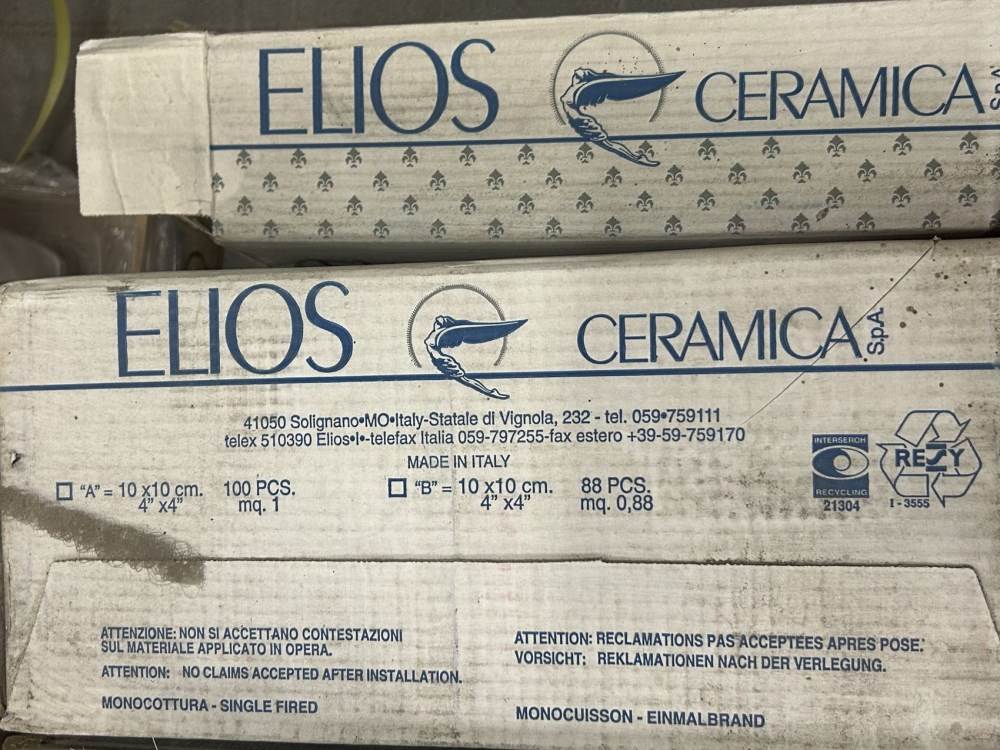 ELIOS CERAMICA S.p.A.
ELIOS CERAMICA S.p.A.
41050 Solignano•MO•Italy-Statale di Vignola, 232 - tel. 059•759111
telex 510390 Elios•I•-telefax Italia 059-797255-fax estero +39-59-759170
MADE IN ITALY
"A" = 10 x10 cm. 100 PCS.
4" x4" mq. 1
"B" = 10 x10 cm. 88 PCS.
4" x4" mq. 0,88
INTERSEROH
RECYCLING
21304
RESY
I - 3555
ATTENZIONE: NON SI ACCETTANO CONTESTAZIONI
SUL MATERIALE APPLICATO IN OPERA.
ATTENTION: NO CLAIMS ACCEPTED AFTER INSTALLATION.
MONOCOTTURA - SINGLE FIRED
ATTENTION: RECLAMATIONS PAS ACCEPTEES APRES POSE.
VORSICHT: REKLAMATIONEN NACH DER VERLEGUNG.
MONOCUISSON - EINMALBRAND